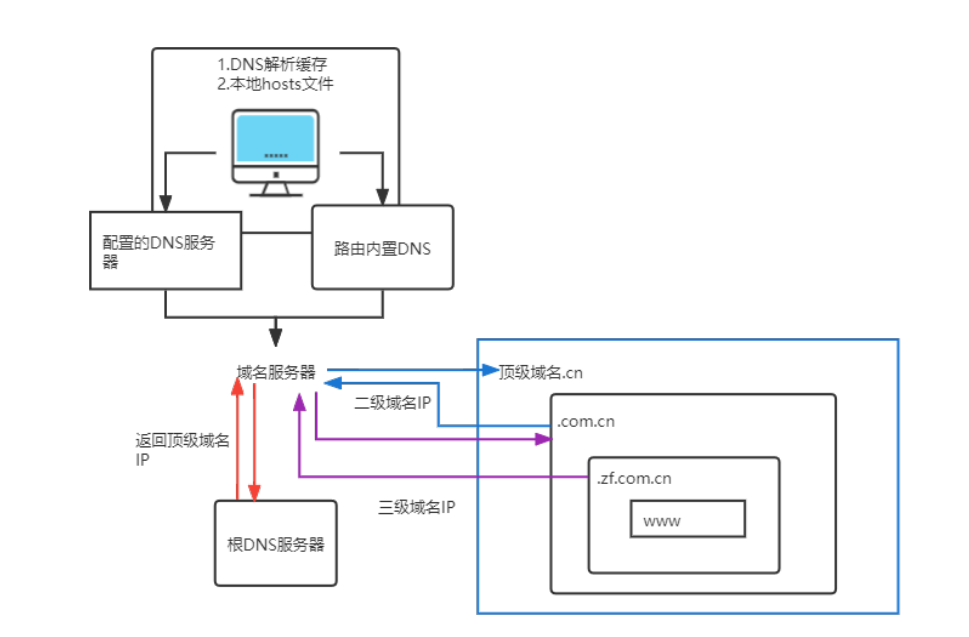 1.DNS解析缓存
2.本地hosts文件
配置的DNS服务
器
路由内置DNS
域名服务器
顶级域名.cn
二级域名IP
.com.cn
返回顶级域名
IP
.zf.com.cn
三级域名IP
www
根DNS服务器